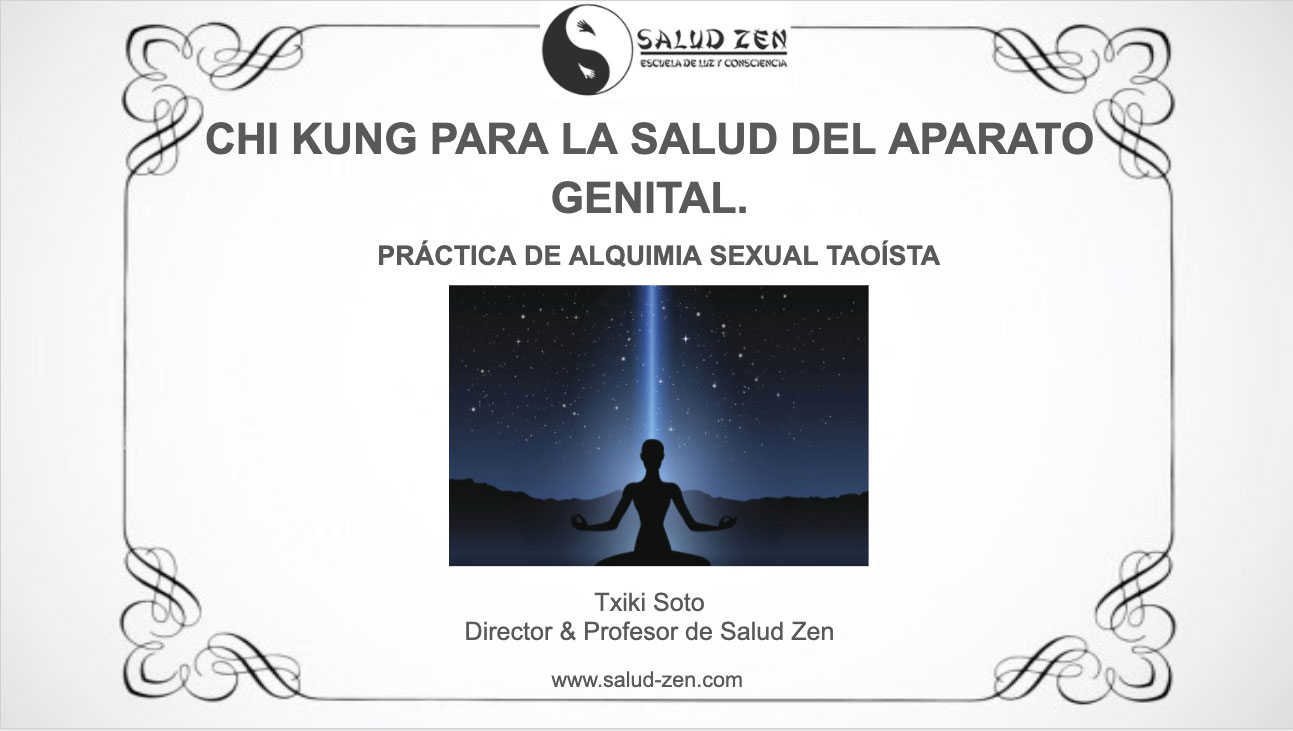 SALUD ZEN
ESCUELA DE LUZ Y CONSCIENCIA
CHI KUNG PARA LA SALUD DEL APARATO
GENITAL.
PRÁCTICA DE ALQUIMIA SEXUAL TAOÍSTA
Txiki Soto
Director & Profesor de Salud Zen
www.salud-zen.com